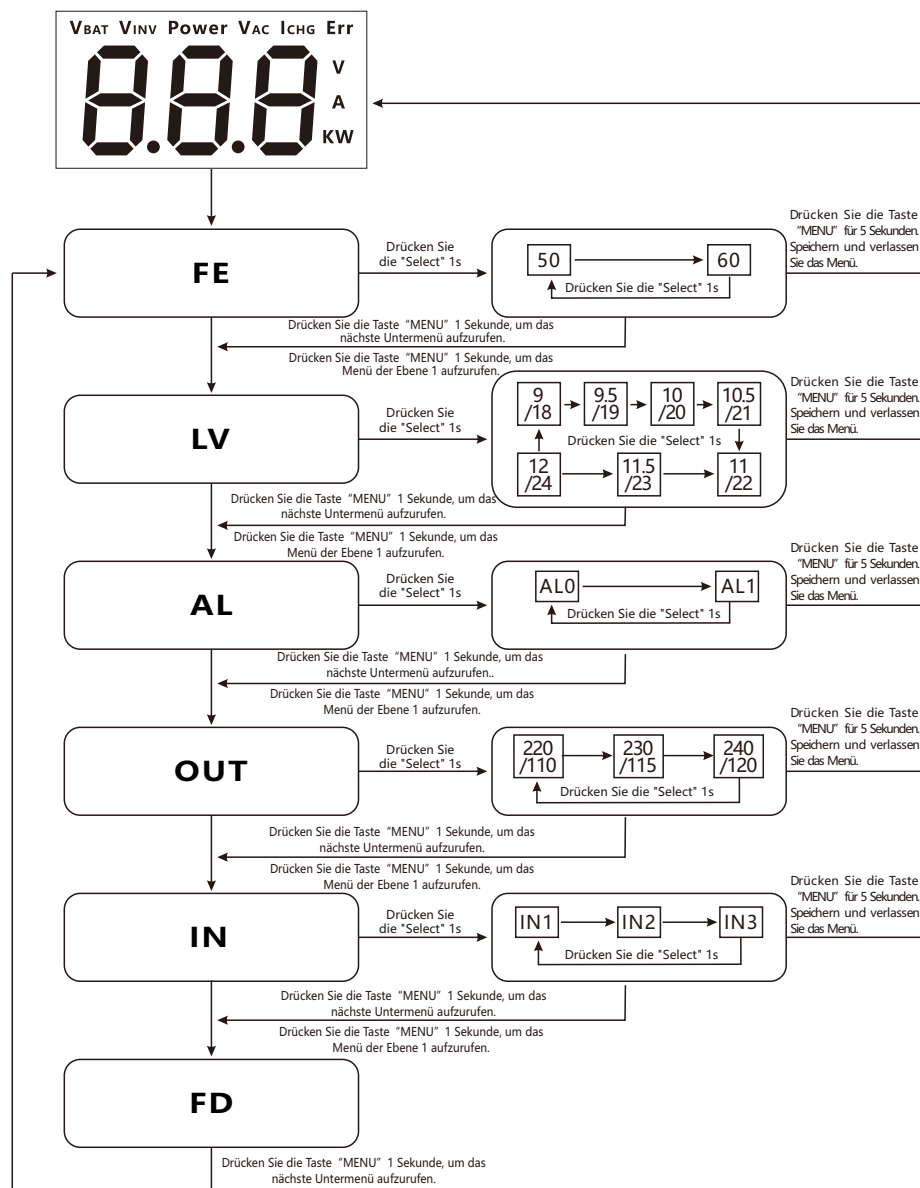 VBAT VINV Power VAC ICHG Err
8.8.8
V
A
KW
FE
Drücken Sie
die "Select" 1s
50
60
Drücken Sie die "Select" 1s
Drücken Sie die Taste
"MENU" für 5 Sekunden.
Speichern und verlassen
Sie das Menü.
Drücken Sie die Taste "MENU" 1 Sekunde, um das
nächste Untermenü aufzurufen.
Drücken Sie die Taste "MENU" 1 Sekunde, um das
Menü der Ebene 1 aufzurufen.
LV
Drücken Sie
die "Select" 1s
9
/18
9.5
/19
10
/20
10.5
/21
Drücken Sie die "Select" 1s
12
/24
11.5
/23
11
/22
Drücken Sie die Taste
"MENU" für 5 Sekunden.
Speichern und verlassen
Sie das Menü.
Drücken Sie die Taste "MENU" 1 Sekunde, um das
nächste Untermenü aufzurufen.
Drücken Sie die Taste "MENU" 1 Sekunde, um das
Menü der Ebene 1 aufzurufen.
AL
Drücken Sie
die "Select" 1s
AL0
AL1
Drücken Sie die "Select" 1s
Drücken Sie die Taste
"MENU" für 5 Sekunden.
Speichern und verlassen
Sie das Menü.
Drücken Sie die Taste "MENU" 1 Sekunde, um das
nächste Untermenü aufzurufen..
Drücken Sie die Taste "MENU" 1 Sekunde, um das
Menü der Ebene 1 aufzurufen.
OUT
Drücken Sie
die "Select" 1s
220
/110
230
/115
240
/120
Drücken Sie die "Select" 1s
Drücken Sie die Taste
"MENU" für 5 Sekunden.
Speichern und verlassen
Sie das Menü.
Drücken Sie die Taste "MENU" 1 Sekunde, um das
nächste Untermenü aufzurufen.
Drücken Sie die Taste "MENU" 1 Sekunde, um das
Menü der Ebene 1 aufzurufen.
IN
Drücken Sie
die "Select" 1s
IN1
IN2
IN3
Drücken Sie die "Select" 1s
Drücken Sie die Taste
"MENU" für 5 Sekunden.
Speichern und verlassen
Sie das Menü.
Drücken Sie die Taste "MENU" 1 Sekunde, um das
nächste Untermenü aufzurufen.
Drücken Sie die Taste "MENU" 1 Sekunde, um das
Menü der Ebene 1 aufzurufen.
FD
Drücken Sie die Taste "MENU" 1 Sekunde, um das
nächste Untermenü aufzurufen.